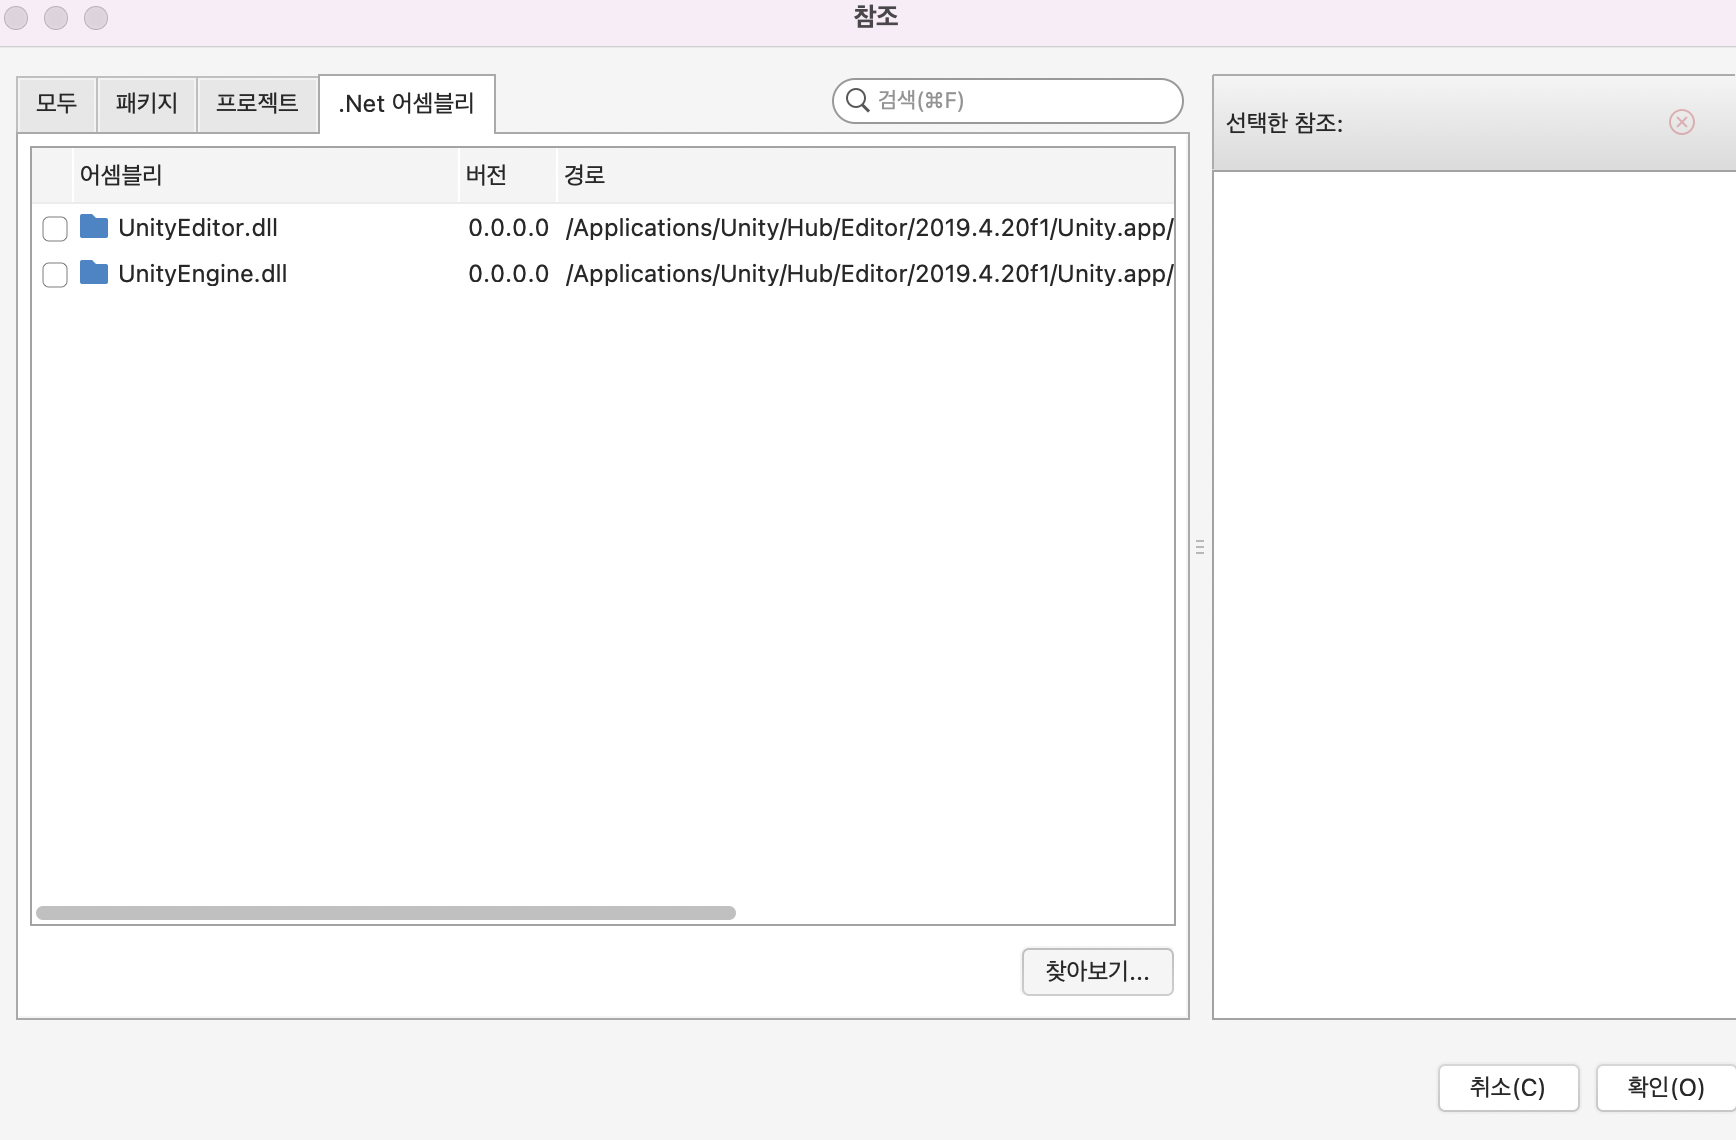 참조
모두 패키지 프로젝트 .Net 어셈블리 검색(⌘F)
선택한 참조:
어셈블리 버전 경로
UnityEditor.dll 0.0.0.0 /Applications/Unity/Hub/Editor/2019.4.20f1/Unity.app/
UnityEngine.dll 0.0.0.0 /Applications/Unity/Hub/Editor/2019.4.20f1/Unity.app/
찾아보기...
취소(C) 확인(O)